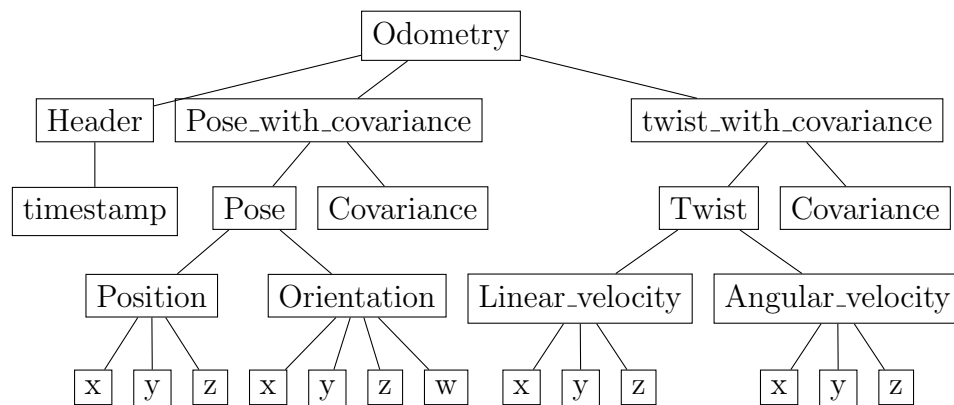 Odometry
Header Pose_with_covariance twist_with_covariance
timestamp Pose Covariance Twist Covariance
Position Orientation Linear_velocity Angular_velocity
x y z x y z w x y z x y z